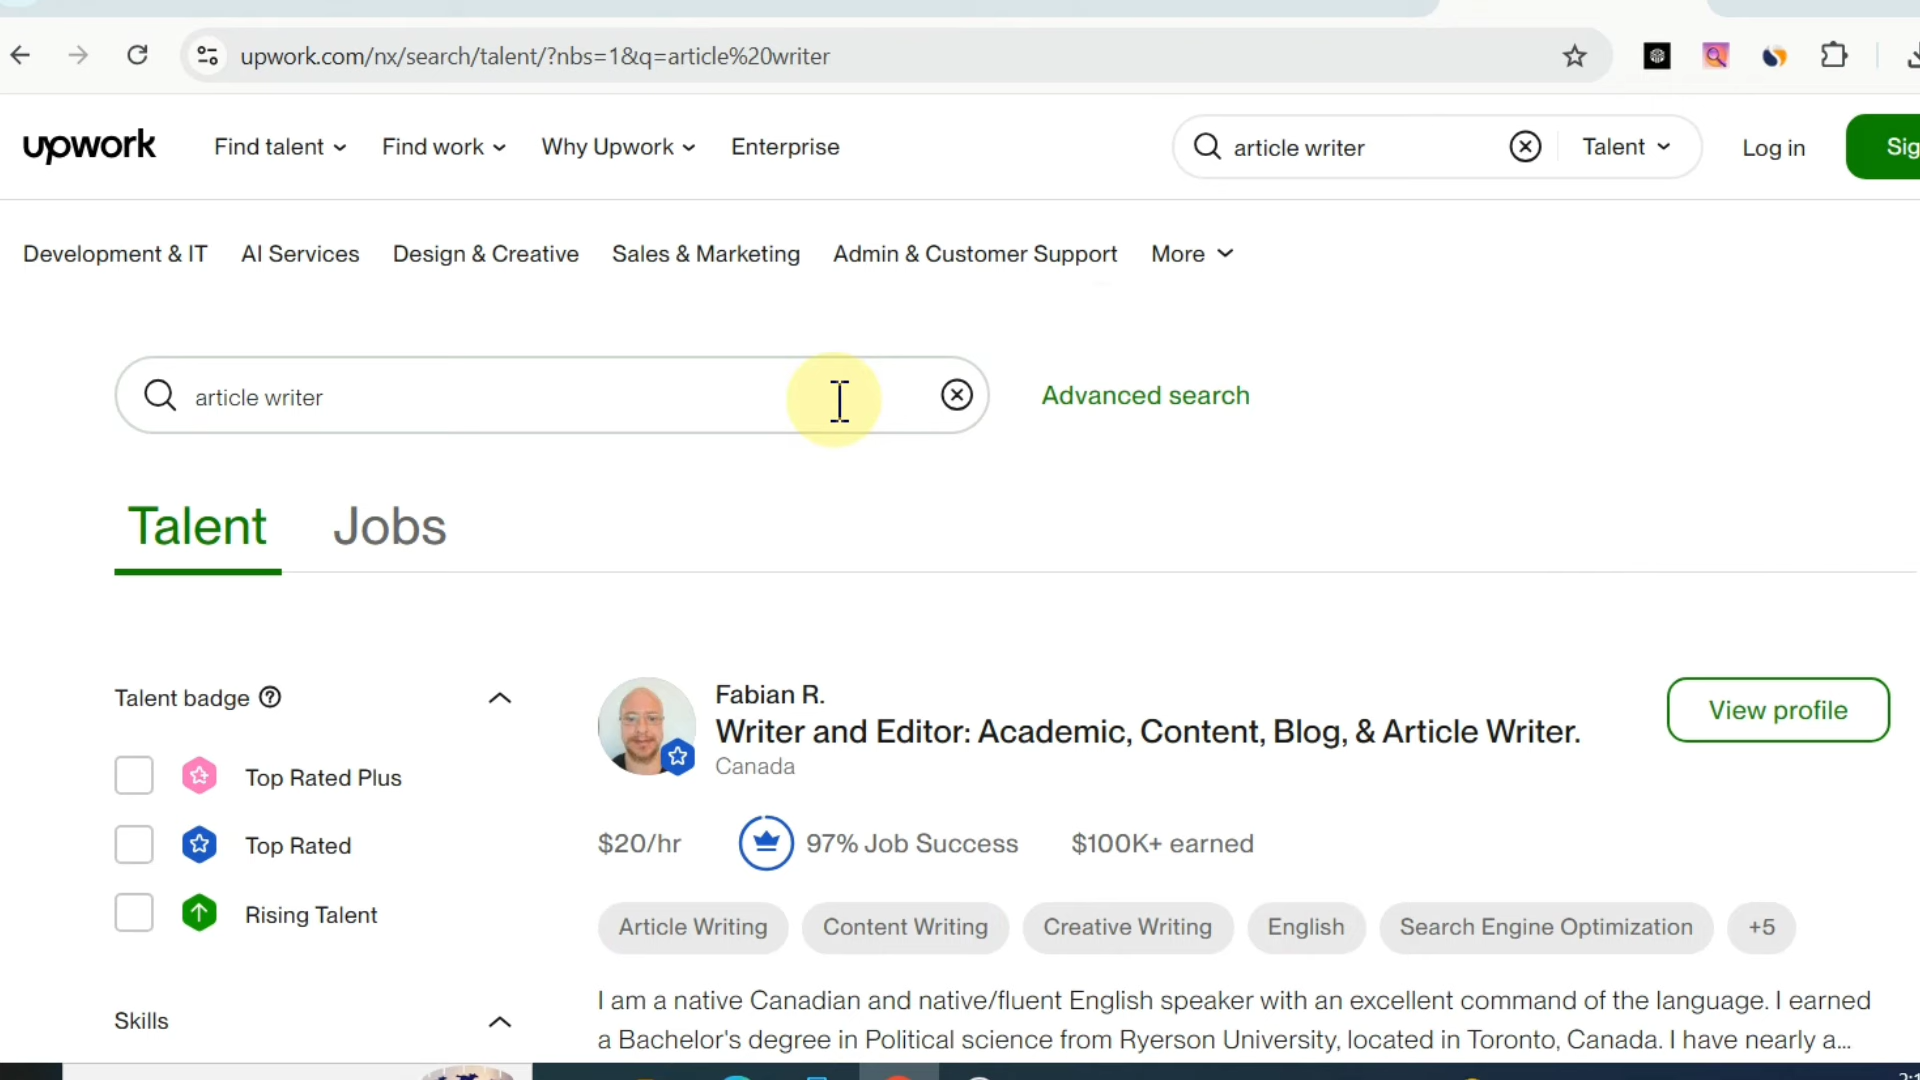 upwork.com/nx/search/talent/?nbs=1&q=article%20writer
upwork Find talent Find work Why Upwork Enterprise article writer Talent Log in Sig
Development & IT AI Services Design & Creative Sales & Marketing Admin & Customer Support More
article writer Advanced search
Talent Jobs
Talent badge
Top Rated Plus
Top Rated
Rising Talent
Skills
Fabian R.
Writer and Editor: Academic, Content, Blog, & Article Writer.
Canada
View profile
$20/hr 97% Job Success $100K+ earned
Article Writing Content Writing Creative Writing English Search Engine Optimization +5
I am a native Canadian and native/fluent English speaker with an excellent command of the language. I earned
a Bachelor's degree in Political science from Ryerson University, located in Toronto, Canada. I have nearly a...